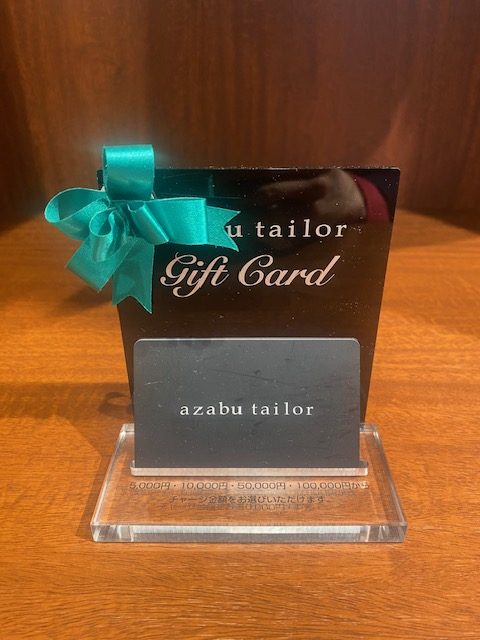 u tailor
Gift Card
azabu tailor
5,000円・10,000円・50,000円・100,000円から
チャージ金額をお選びいただけます